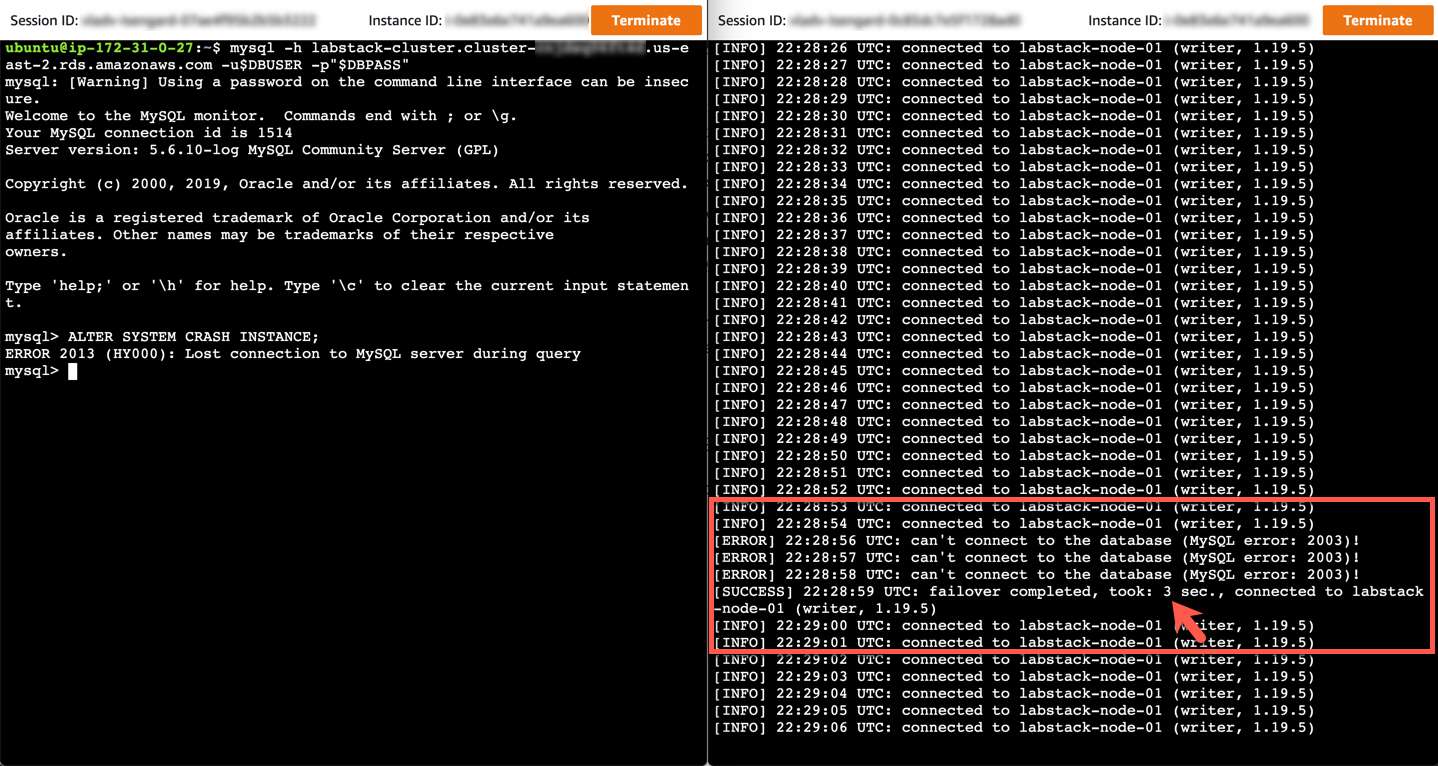 Session ID:
Instance ID:
Terminate
ubuntu@ip-172-31-0-27:~$ mysql -h labstack-cluster.cluster-           .us-e
ast-2.rds.amazonaws.com -u$DBUSER -p"$DBPASS"
mysql: [Warning] Using a password on the command line interface can be insec
ure.
Welcome to the MySQL monitor.  Commands end with ; or \g.
Your MySQL connection id is 1514
Server version: 5.6.10-log MySQL Community Server (GPL)
Copyright (c) 2000, 2019, Oracle and/or its affiliates. All rights reserved.
Oracle is a registered trademark of Oracle Corporation and/or its
affiliates. Other names may be trademarks of their respective
owners.
Type 'help;' or '\h' for help. Type '\c' to clear the current input statemen
t.
mysql> ALTER SYSTEM CRASH INSTANCE;
ERROR 2013 (HY000): Lost connection to MySQL server during query
mysql>
Session ID:
Instance ID:
Terminate
[INFO] 22:28:26 UTC: connected to labstack-node-01 (writer, 1.19.5)
[INFO] 22:28:27 UTC: connected to labstack-node-01 (writer, 1.19.5)
[INFO] 22:28:28 UTC: connected to labstack-node-01 (writer, 1.19.5)
[INFO] 22:28:29 UTC: connected to labstack-node-01 (writer, 1.19.5)
[INFO] 22:28:30 UTC: connected to labstack-node-01 (writer, 1.19.5)
[INFO] 22:28:31 UTC: connected to labstack-node-01 (writer, 1.19.5)
[INFO] 22:28:32 UTC: connected to labstack-node-01 (writer, 1.19.5)
[INFO] 22:28:33 UTC: connected to labstack-node-01 (writer, 1.19.5)
[INFO] 22:28:34 UTC: connected to labstack-node-01 (writer, 1.19.5)
[INFO] 22:28:35 UTC: connected to labstack-node-01 (writer, 1.19.5)
[INFO] 22:28:36 UTC: connected to labstack-node-01 (writer, 1.19.5)
[INFO] 22:28:37 UTC: connected to labstack-node-01 (writer, 1.19.5)
[INFO] 22:28:38 UTC: connected to labstack-node-01 (writer, 1.19.5)
[INFO] 22:28:39 UTC: connected to labstack-node-01 (writer, 1.19.5)
[INFO] 22:28:40 UTC: connected to labstack-node-01 (writer, 1.19.5)
[INFO] 22:28:41 UTC: connected to labstack-node-01 (writer, 1.19.5)
[INFO] 22:28:42 UTC: connected to labstack-node-01 (writer, 1.19.5)
[INFO] 22:28:43 UTC: connected to labstack-node-01 (writer, 1.19.5)
[INFO] 22:28:44 UTC: connected to labstack-node-01 (writer, 1.19.5)
[INFO] 22:28:45 UTC: connected to labstack-node-01 (writer, 1.19.5)
[INFO] 22:28:46 UTC: connected to labstack-node-01 (writer, 1.19.5)
[INFO] 22:28:47 UTC: connected to labstack-node-01 (writer, 1.19.5)
[INFO] 22:28:48 UTC: connected to labstack-node-01 (writer, 1.19.5)
[INFO] 22:28:49 UTC: connected to labstack-node-01 (writer, 1.19.5)
[INFO] 22:28:50 UTC: connected to labstack-node-01 (writer, 1.19.5)
[INFO] 22:28:51 UTC: connected to labstack-node-01 (writer, 1.19.5)
[INFO] 22:28:52 UTC: connected to labstack-node-01 (writer, 1.19.5)
[INFO] 22:28:53 UTC: connected to labstack-node-01 (writer, 1.19.5)
[INFO] 22:28:54 UTC: connected to labstack-node-01 (writer, 1.19.5)
[ERROR] 22:28:56 UTC: can't connect to the database (MySQL error: 2003)!
[ERROR] 22:28:57 UTC: can't connect to the database (MySQL error: 2003)!
[ERROR] 22:28:58 UTC: can't connect to the database (MySQL error: 2003)!
[SUCCESS] 22:28:59 UTC: failover completed, took: 3 sec., connected to labstack
-node-01 (writer, 1.19.5)
[INFO] 22:29:00 UTC: connected to labstack-node-01 (writer, 1.19.5)
[INFO] 22:29:01 UTC: connected to labstack-node-01 (writer, 1.19.5)
[INFO] 22:29:02 UTC: connected to labstack-node-01 (writer, 1.19.5)
[INFO] 22:29:03 UTC: connected to labstack-node-01 (writer, 1.19.5)
[INFO] 22:29:04 UTC: connected to labstack-node-01 (writer, 1.19.5)
[INFO] 22:29:05 UTC: connected to labstack-node-01 (writer, 1.19.5)
[INFO] 22:29:06 UTC: connected to labstack-node-01 (writer, 1.19.5)